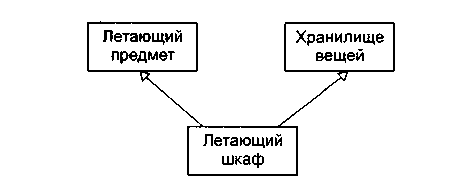 Летающий
предмет
Хранилище
вещей
Летающий
шкаф